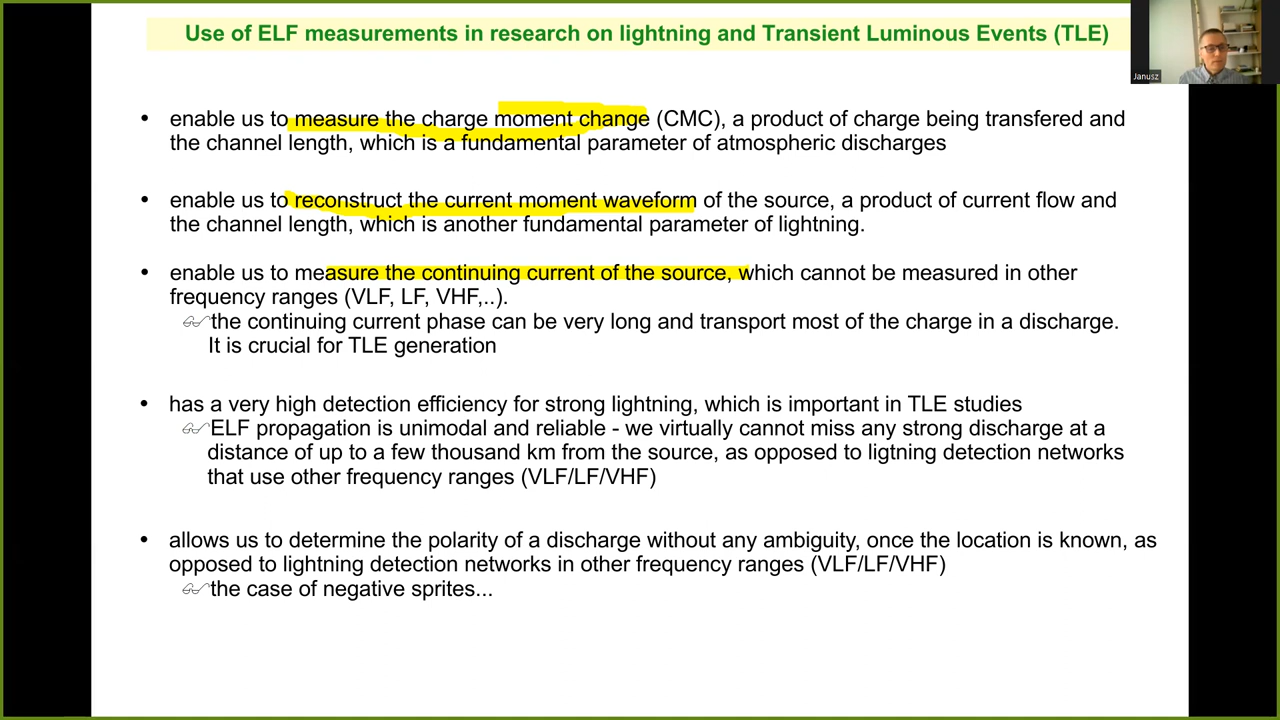 Use of ELF measurements in research on lightning and Transient Luminous Events (TLE)
Janusz
• enable us to measure the charge moment change (CMC), a product of charge being transfered and
the channel length, which is a fundamental parameter of atmospheric discharges
• enable us to reconstruct the current moment waveform of the source, a product of current flow and
the channel length, which is another fundamental parameter of lightning.
• enable us to measure the continuing current of the source, which cannot be measured in other
frequency ranges (VLF, LF, VHF,..).
the continuing current phase can be very long and transport most of the charge in a discharge.
It is crucial for TLE generation
• has a very high detection efficiency for strong lightning, which is important in TLE studies
ELF propagation is unimodal and reliable - we virtually cannot miss any strong discharge at a
distance of up to a few thousand km from the source, as opposed to ligtning detection networks
that use other frequency ranges (VLF/LF/VHF)
• allows us to determine the polarity of a discharge without any ambiguity, once the location is known, as
opposed to lightning detection networks in other frequency ranges (VLF/LF/VHF)
the case of negative sprites...